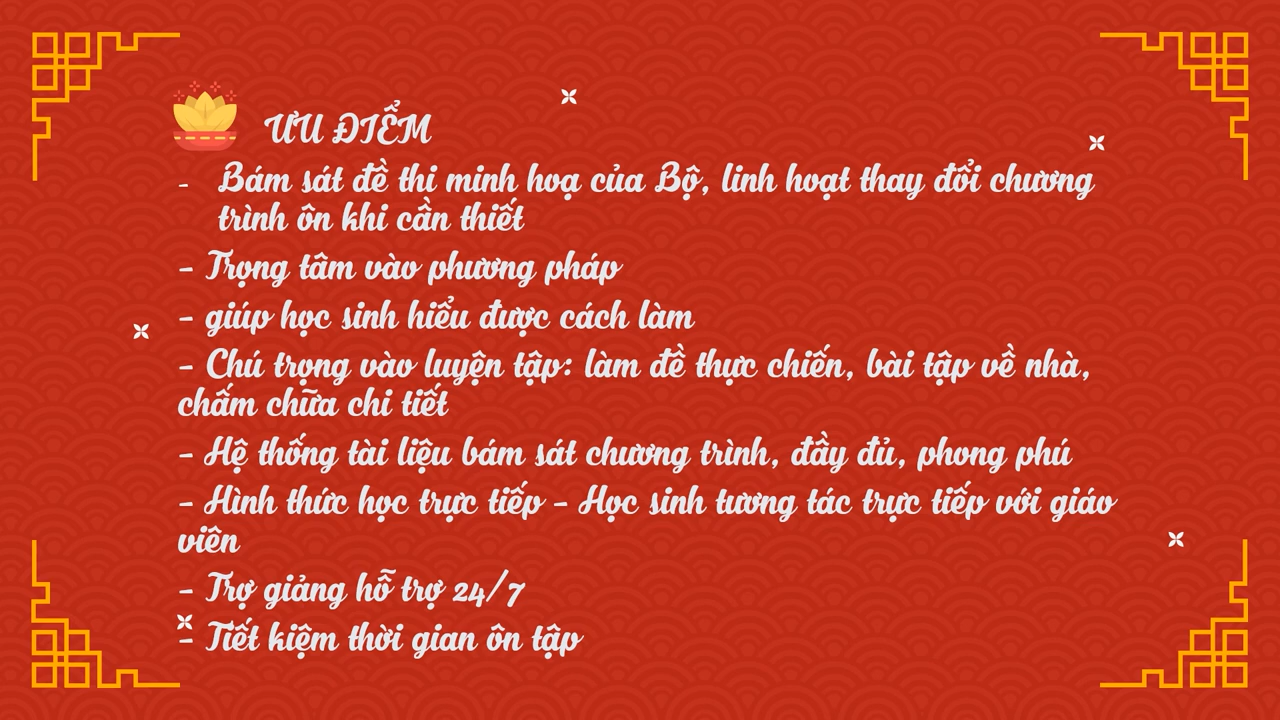 ƯU ĐIỂM
- Bám sát đề thi minh hoạ của Bộ, linh hoạt thay đổi chương
trình ôn khi cần thiết
- Trọng tâm vào phương pháp
- giúp học sinh hiểu được cách làm
- Chú trọng vào luyện tập: làm đề thực chiến, bài tập về nhà,
chấm chữa chi tiết
- Hệ thống tài liệu bám sát chương trình, đầy đủ, phong phú
- Hình thức học trực tiếp - Học sinh tương tác trực tiếp với giáo
viên
- Trợ giảng hỗ trợ 24/7
- Tiết kiệm thời gian ôn tập